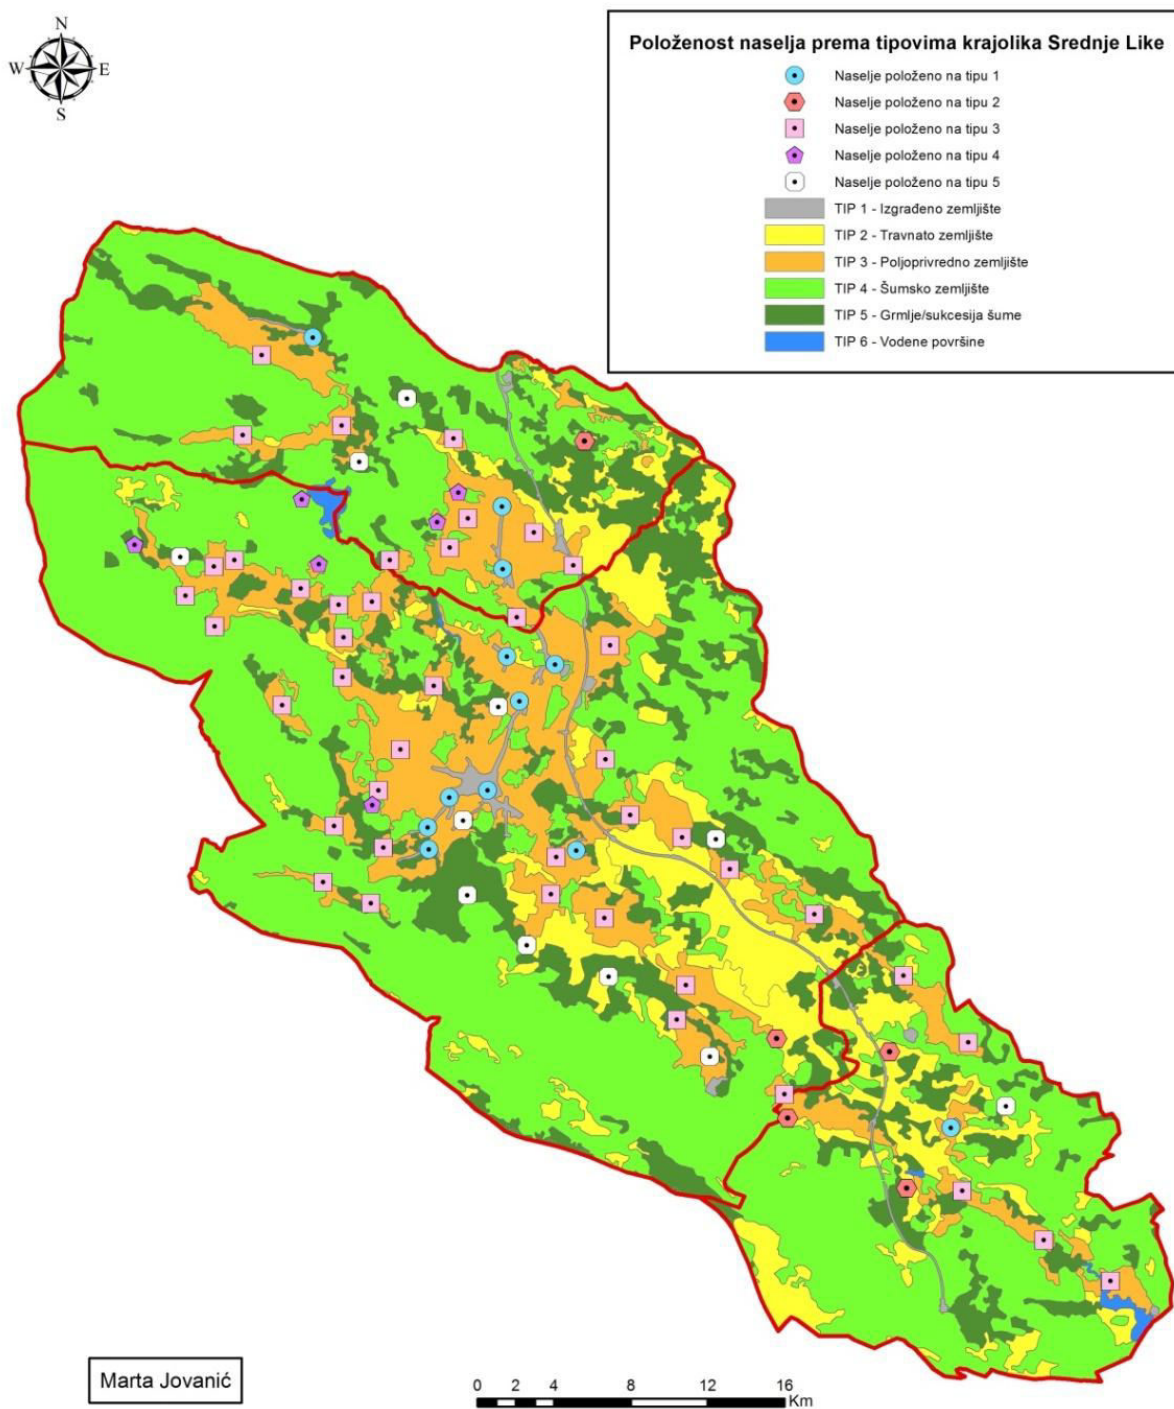 N
W E
S
Položenost naselja prema tipovima krajolika Srednje Like
Naselje položeno na tipu 1
Naselje položeno na tipu 2
Naselje položeno na tipu 3
Naselje položeno na tipu 4
Naselje položeno na tipu 5
TIP 1 - Izgrađeno zemljište
TIP 2 - Travnato zemljište
TIP 3 - Poljoprivredno zemljište
TIP 4 - Šumsko zemljište
TIP 5 - Grmlje/sukcesija šume
TIP 6 - Vodene površine
Marta Jovanić
0 2 4 8 12 16
Km